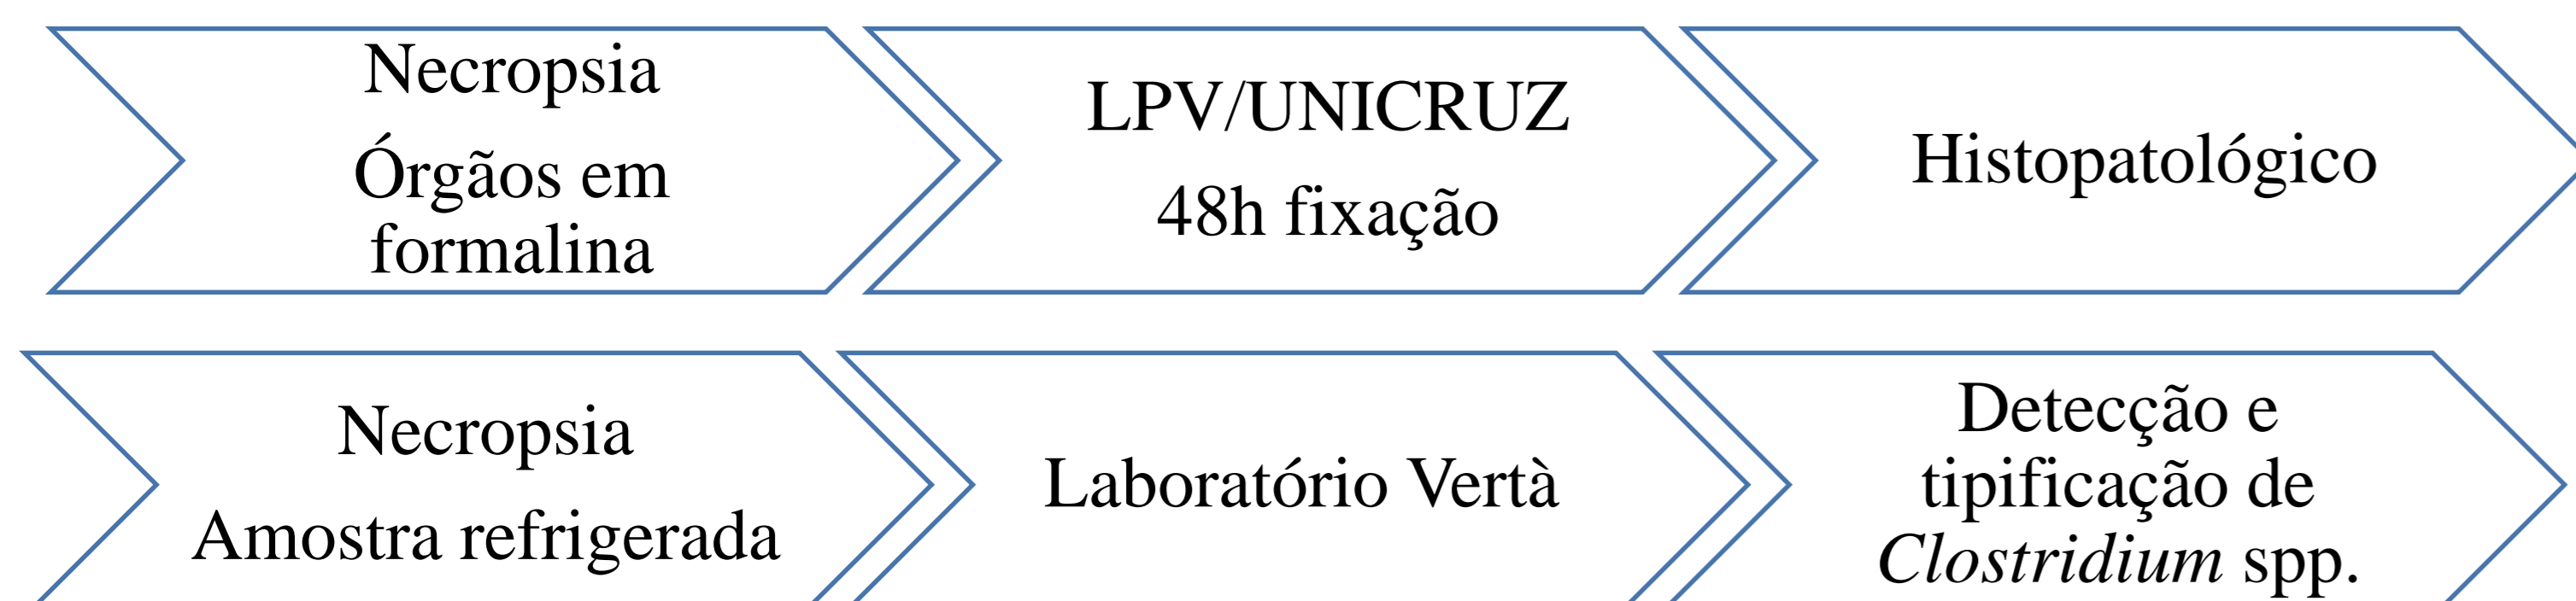 Necropsia
Órgãos em
formalina
LPV/UNICRUZ
48h fixação
Histopatológico
Necropsia
Amostra refrigerada
Laboratório Vertà
Detecção e
tipificação de
Clostridium spp.